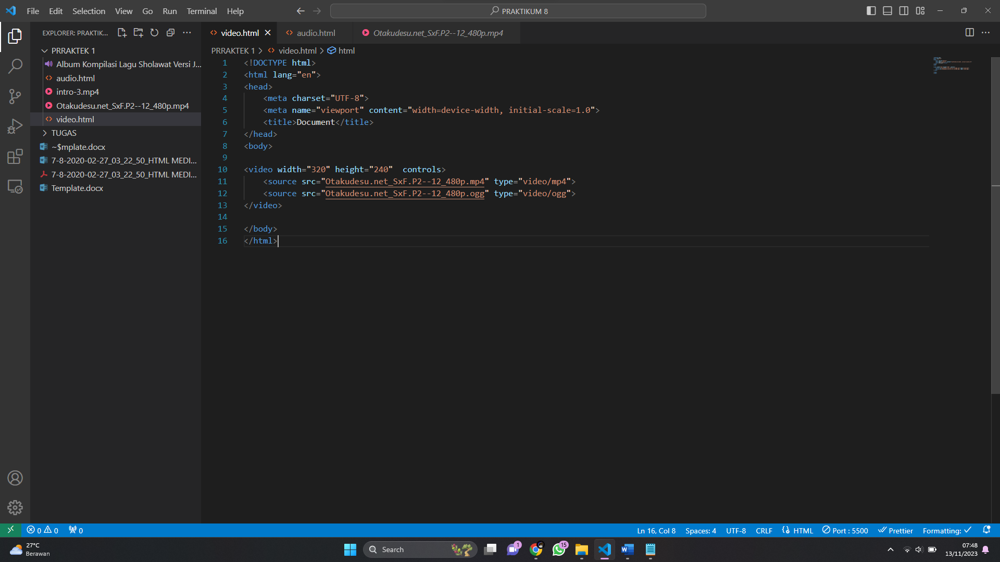 File Edit Selection View Go Run Terminal Help
PRAKTIKUM 8
EXPLORER: PRAKTIK...
PRRAKTEK 1
Album Kompilasi Lagu Sholawat Versi J...
audio.html
intro-3.mp4
Otakudesu.net_SxF.P2--12_480p.mp4
video.html
TUGAS
~$mplate.docx
7-8-2020-02-27_03_22_50_HTML MEDI...
7-8-2020-02-27_03_22_50_HTML MEDI...
Template.docx
video.html audio.html Otakudesu.net_SxF.P2--12_480p.mp4
PRRAKTEK 1 > video.html > html
1 <!DOCTYPE html>
2 <html lang="en">
3 <head>
4     <meta charset="UTF-8">
5     <meta name="viewport" content="width=device-width, initial-scale=1.0">
6     <title>Document</title>
7 </head>
8 <body>
9
10 <video width="320" height="240"  controls>
11     <source src="Otakudesu.net_SxF.P2--12_480p.mp4" type="video/mp4">
12     <source src="Otakudesu.net_SxF.P2--12_480p.ogg" type="video/ogg">
13 </video>
14
15 </body>
16 </html>
0 0 0
Ln 16, Col 8 Spaces: 4 UTF-8 CRLF HTML Port : 5500 Prettier Formatting:
27°C
Berawan
Search
1
15
07:48
13/11/2023